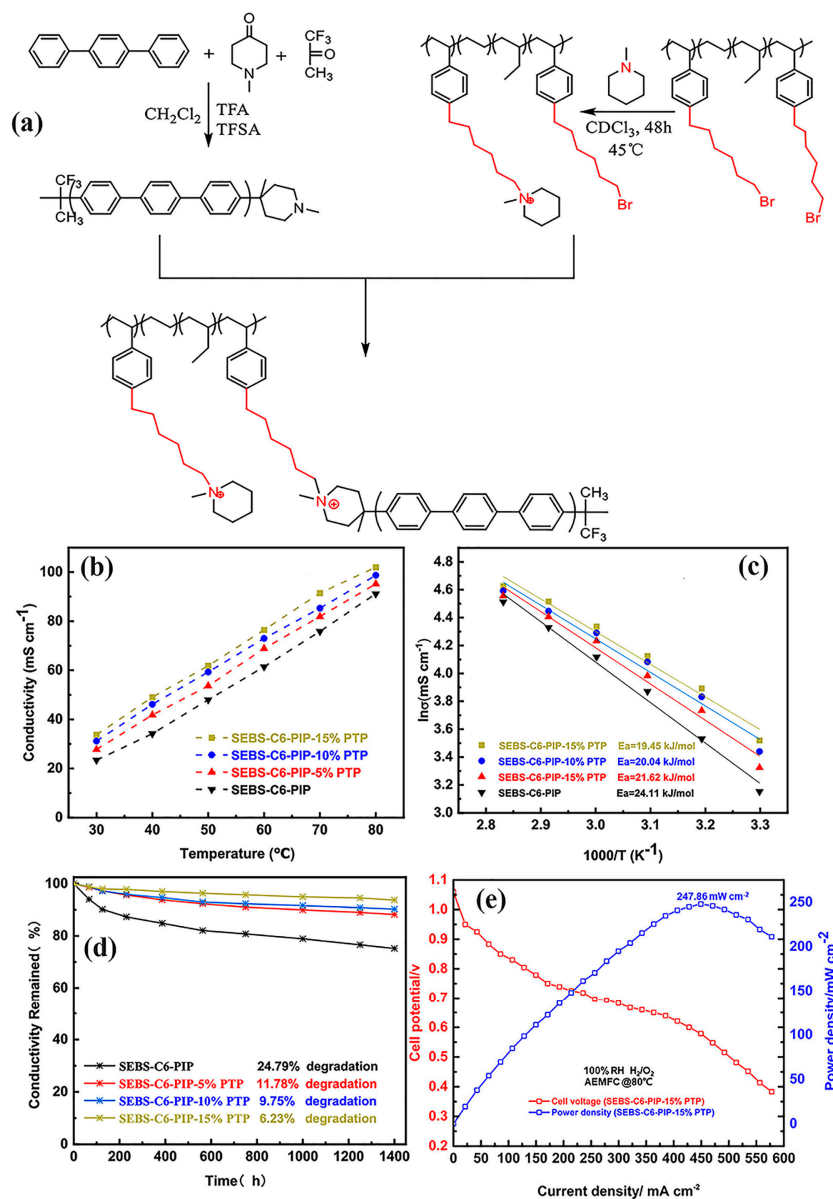 (a)
+
+
O
N
CF3
O
CH3
CH2Cl2
TFA
TFSA
N
CDCl3, 48h
45℃
N
⊕
Br
Br
Br
CF3
CH3
N
N
⊕
N
⊕
CH3
CF3
(b)
Conductivity (mS cm-1)
100
80
60
40
20
0
SEBS-C6-PIP-15% PTP
SEBS-C6-PIP-10% PTP
SEBS-C6-PIP-5% PTP
SEBS-C6-PIP
30 40 50 60 70 80
Temperature (℃)
(c)
lnσ(mS cm-1)
4.8
4.6
4.4
4.2
4.0
3.8
3.6
3.4
3.2
3.0
SEBS-C6-PIP-15% PTP Ea=19.45 kJ/mol
SEBS-C6-PIP-10% PTP Ea=20.04 kJ/mol
SEBS-C6-PIP-15% PTP Ea=21.62 kJ/mol
SEBS-C6-PIP Ea=24.11 kJ/mol
2.8 2.9 3.0 3.1 3.2 3.3
1000/T (K-1)
(d)
Conductivity Remained( %)
100
80
60
40
20
0
SEBS-C6-PIP 24.79% degradation
SEBS-C6-PIP-5% PTP 11.78% degradation
SEBS-C6-PIP-10% PTP 9.75% degradation
SEBS-C6-PIP-15% PTP 6.23% degradation
0 200 400 600 800 1000 1200 1400
Time( h)
(e)
Cell potential/v
1.1
1.0
0.9
0.8
0.7
0.6
0.5
0.4
0.3
0.2
247.86 mW cm-2
100% RH H2/O2
AEMFC @80℃
Cell voltage (SEBS-C6-PIP-15% PTP)
Power density (SEBS-C6-PIP-15% PTP)
250
200
150
100
50
0
Power density/mW cm-2
0 50 100 150 200 250 300 350 400 450 500 550 600
Current density/ mA cm-2